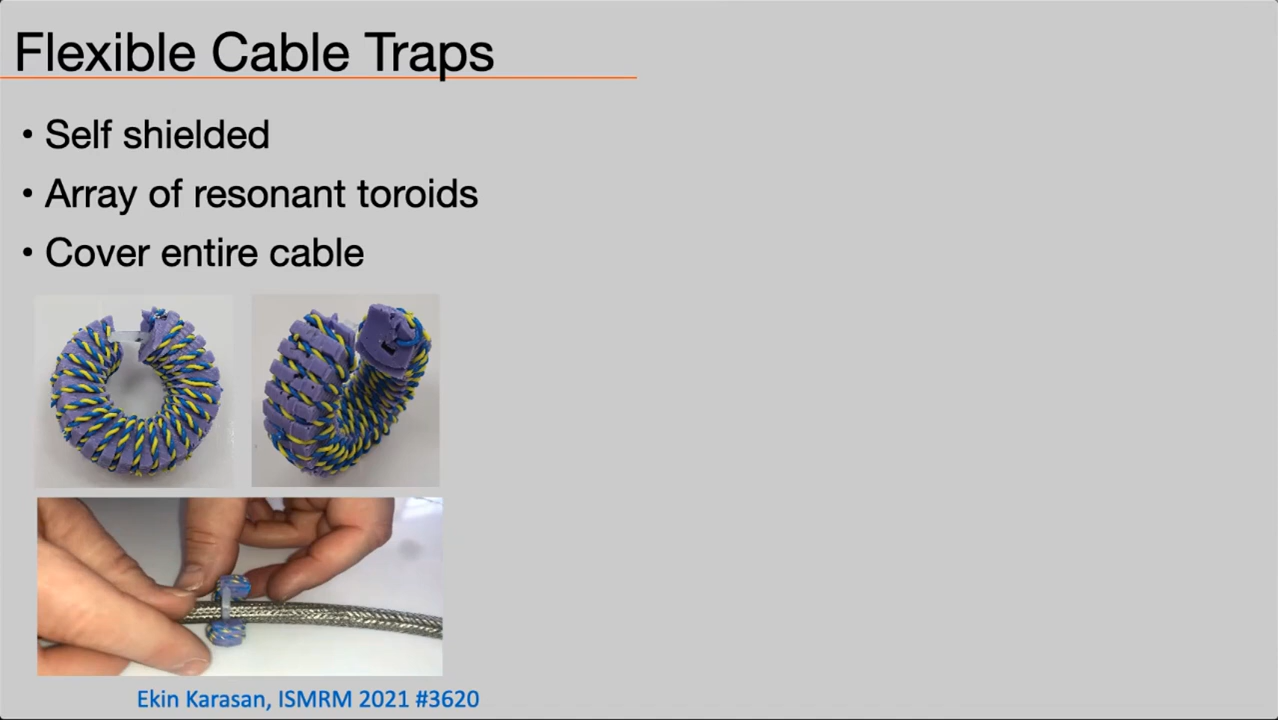 Flexible Cable Traps
• Self shielded
• Array of resonant toroids
• Cover entire cable
Ekin Karasan, ISMRM 2021 #3620